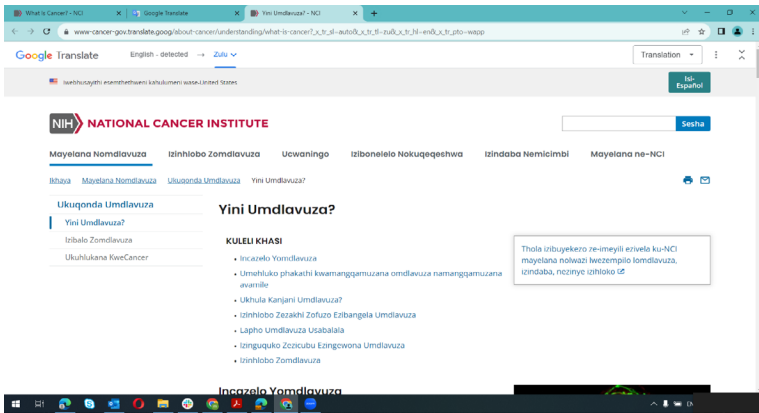 What Is Cancer? - NCI
Google Translate
Yini Umdlavuza? - NCI
www-cancer-gov.translate.goog/about-cancer/understanding/what-is-cancer?_x_tr_sl=auto&_x_tr_tl=zu&_x_tr_hl=en&_x_tr_pto=wapp
Google Translate
English - detected
→
Zulu
Translation
Iwebhusayithi esemthethweni kahulumeni wase-United States
Isi-
Español
NIH NATIONAL CANCER INSTITUTE
Sesha
Mayelana Nomdlavuza
Izinhlobo Zomdlavuza
Ucwaningo
Izibonelelo Nokuqeqeshwa
Izindaba Nemicimbi
Mayelana ne-NCI
Ikhaya
Mayelana Nomdlavuza
Ukuqonda Umdlavuza
Yini Umdlavuza?
Ukuqonda Umdlavuza
Yini Umdlavuza?
Izibalo Zomdlavuza
Ukuhlukana KweCancer
Yini Umdlavuza?
KULELI KHASI
• Incazelo Yomdlavuza
• Umehluko phakathi kwamangqamuzana omdlavuza namangqamuzana
avamile
• Ukhula Kanjani Umdlavuza?
• Izinhlobo Zezakhi Zofuzo Ezibangela Umdlavuza
• Lapho Umdlavuza Usabalala
• Izinguquko Zezicubu Ezingewona Umdlavuza
• Izinhlobo Zomdlavuza
Thola izibuyekezo ze-imeyili ezivela ku-NCI
mayelana nolwazi lwezempilo lomdlavuza,
izindaba, nezinye izihloko
Incazelo Yomdlavuza